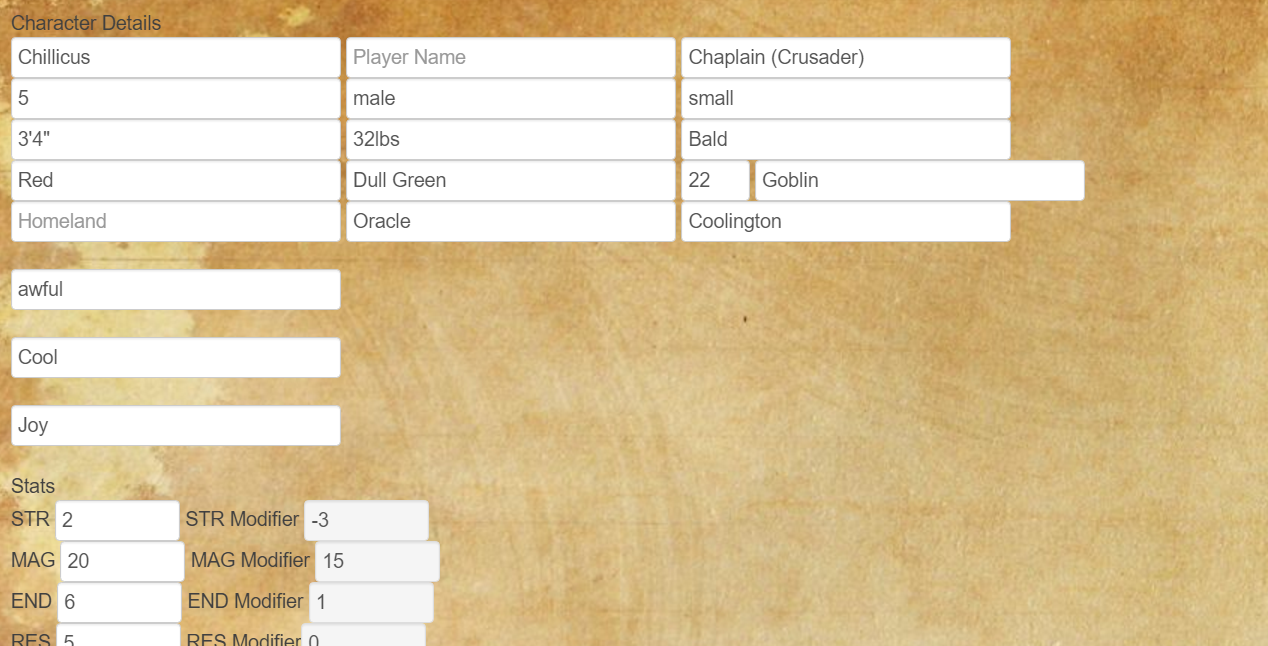 Character Details
Chillicus Player Name Chaplain (Crusader)
5 male small
3'4" 32lbs Bald
Red Dull Green 22 Goblin
Homeland Oracle Coolington
awful
Cool
Joy
Stats
STR 2 STR Modifier -3
MAG 20 MAG Modifier 15
END 6 END Modifier 1
RES 5 RES Modifier 0